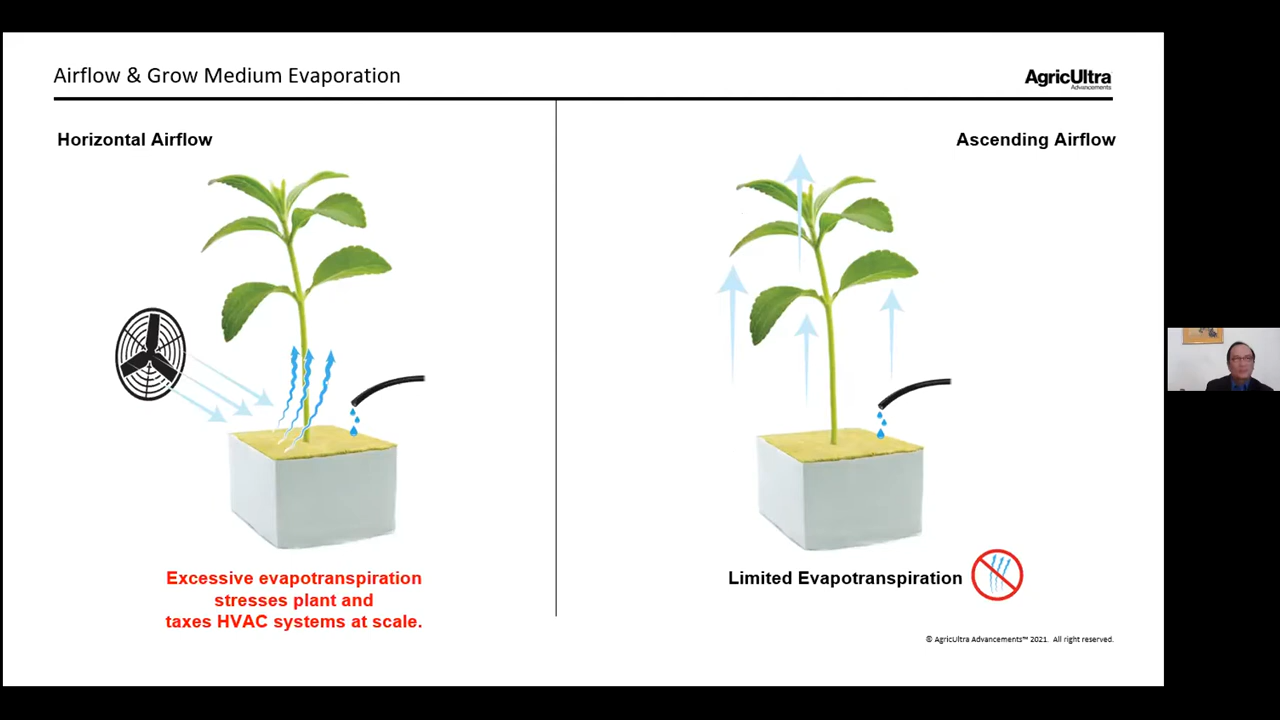 Airflow & Grow Medium Evaporation
AgricUltra
Advancements
Horizontal Airflow
Ascending Airflow
Excessive evapotranspiration
stresses plant and
taxes HVAC systems at scale.
Limited Evapotranspiration
© AgricUltra Advancements™ 2021. All right reserved.